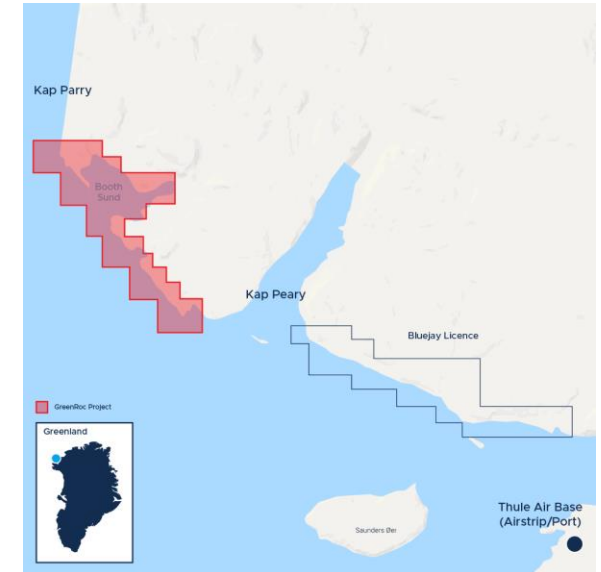 Kap Parry
Booth
Sund
Kap Peary
Bluejay Licence
GreenRoc Project
Greenland
Thule Air Base
(Airstrip/Port)
Saunders Øer